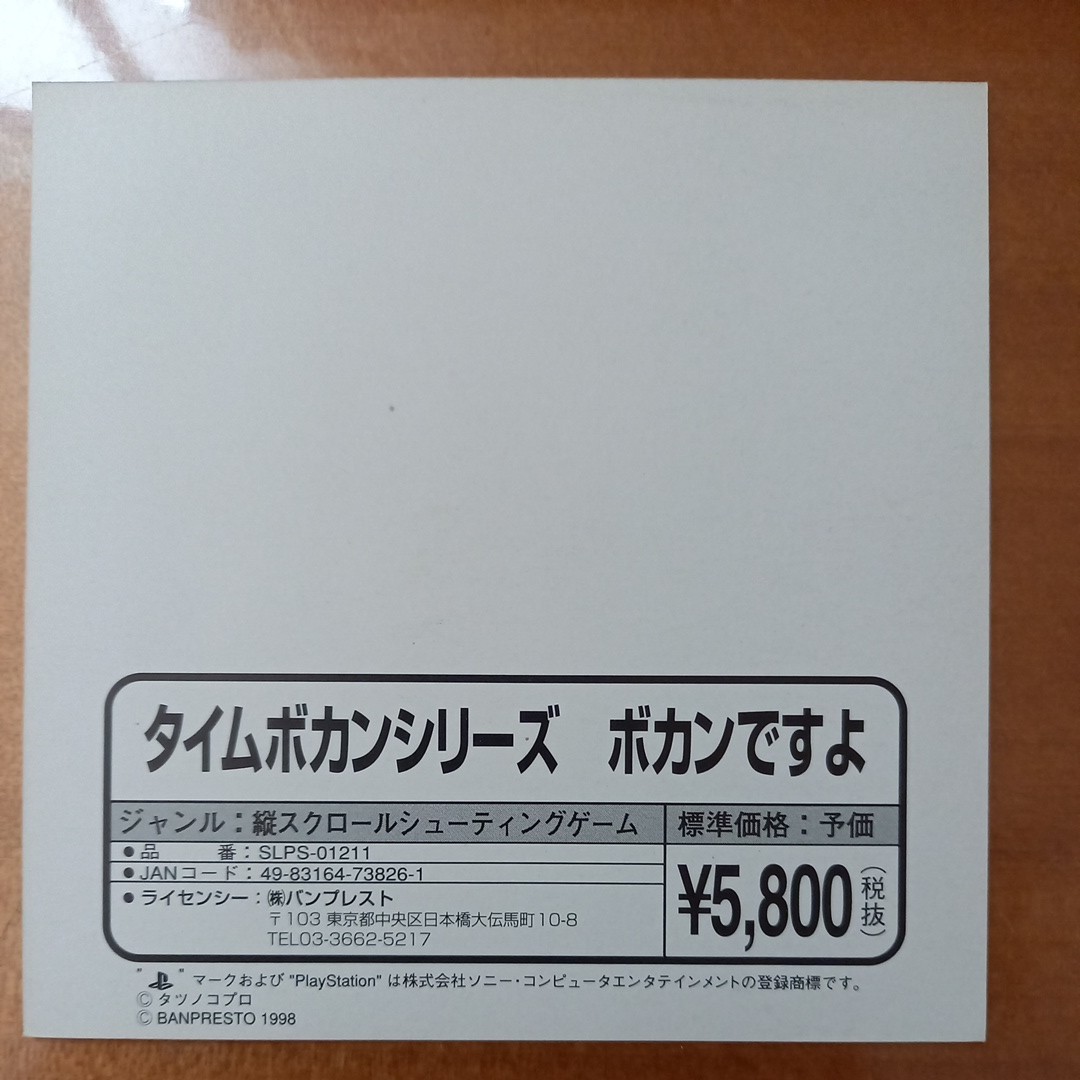 タイムボカンシリーズ　ボカンですよ
ジャンル：縦スクロールシューティングゲーム
標準価格：予価
●品　　番：SLPS-01211
●JANコード：49-83164-73826-1
●ライセンシー：㈱バンプレスト
〒103 東京都中央区日本橋大伝馬町10-8
TEL03-3662-5217
¥5,800（税抜）
" " マークおよび "PlayStation" は株式会社ソニー・コンピュータエンタテインメントの登録商標です。
© タツノコプロ
© BANPRESTO 1998